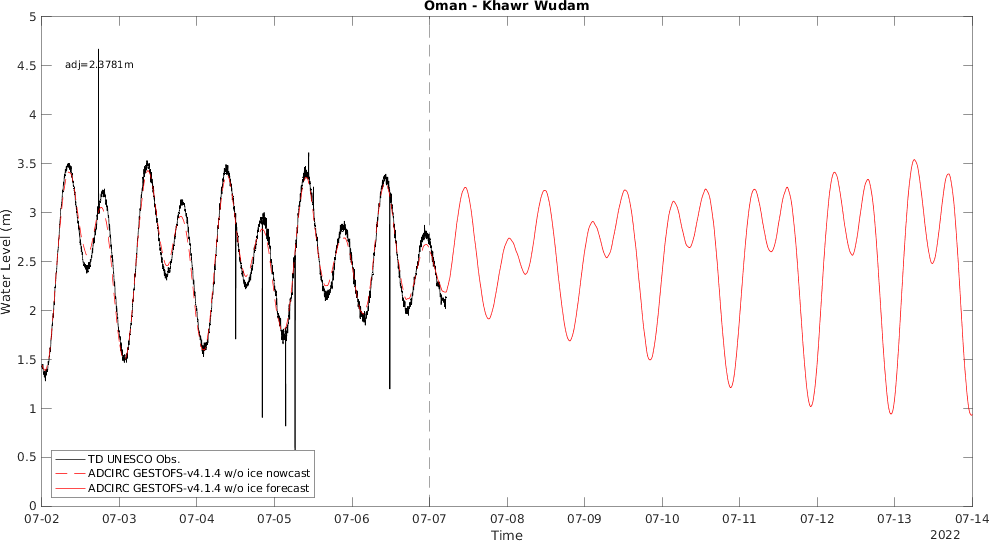 Oman - Khawr Wudam
5
4.5
4
3.5
3
2.5
2
1.5
1
0.5
0
Water Level (m)
adj=2.3781m
TD UNESCO Obs.
ADCIRC GESTOFS-v4.1.4 w/o ice nowcast
ADCIRC GESTOFS-v4.1.4 w/o ice forecast
07-02 07-03 07-04 07-05 07-06 07-07 07-08 07-09 07-10 07-11 07-12 07-13 07-14
Time
2022